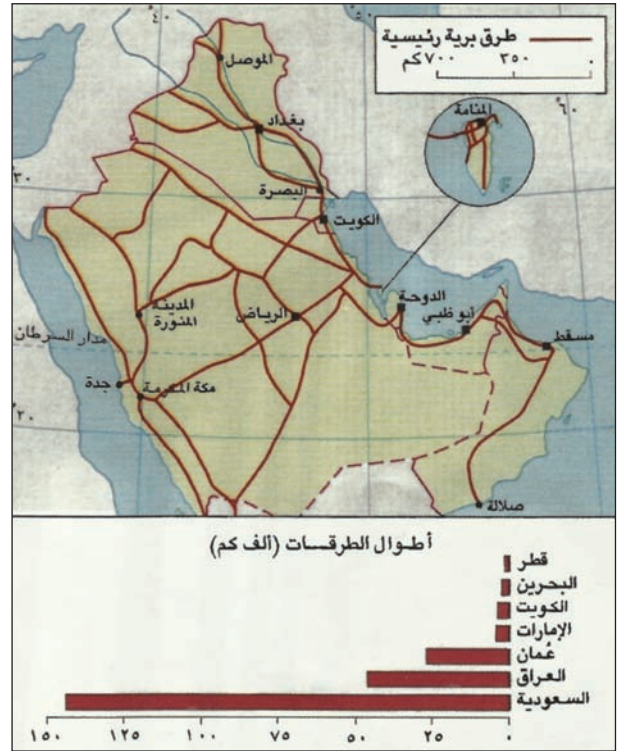 ٤٠°
٥٠°
٦٠°
طرق برية رئيسية
٠ ٣٥٠ ٧٠٠ كم
الموصل
المنامة
بغداد
٣٠°
البصرة
الكويت
المدينة
المنورة
الرياض
الدوحة
أبو ظبي
مسقط
مدار السرطان
جدة
مكة المكرمة
٢٠°
صلالة
أطوال الطرقات (ألف كم)
قطر
البحرين
الكويت
الإمارات
عُمان
العراق
السعودية
٠ ٢٥ ٥٠ ٧٥ ١٠٠ ١٢٥ ١٥٠